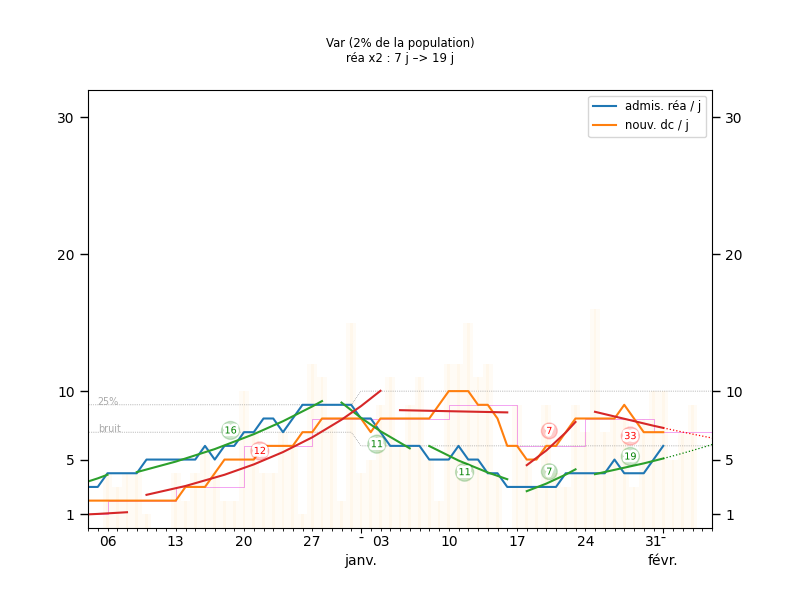 Var (2% de la population)
réa x2 : 7 j –> 19 j
admis. réa / j
nouv. dc / j
30 30
20 20
10 10
25%
bruit
16 12 11 11 7 7 33 19
5 5
1 1
06 13 20 27 - 03 10 17 24 31-
janv. févr.